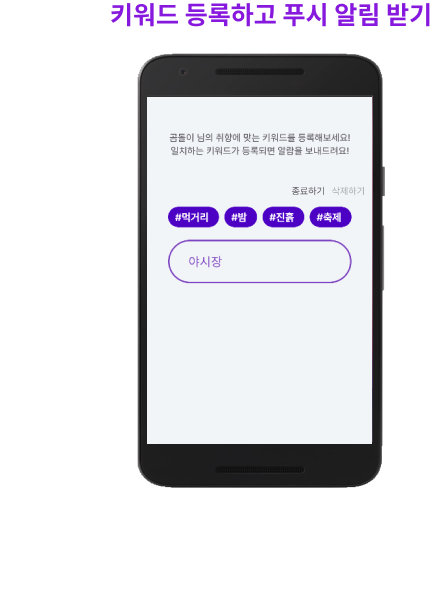 키워드 등록하고 푸시 알림 받기
곰돌이 님의 취향에 맞는 키워드를 등록해보세요!
일치하는 키워드가 등록되면 알람을 보내드려요!
종료하기 삭제하기
#먹거리 #밤 #진흙 #축제
야시장